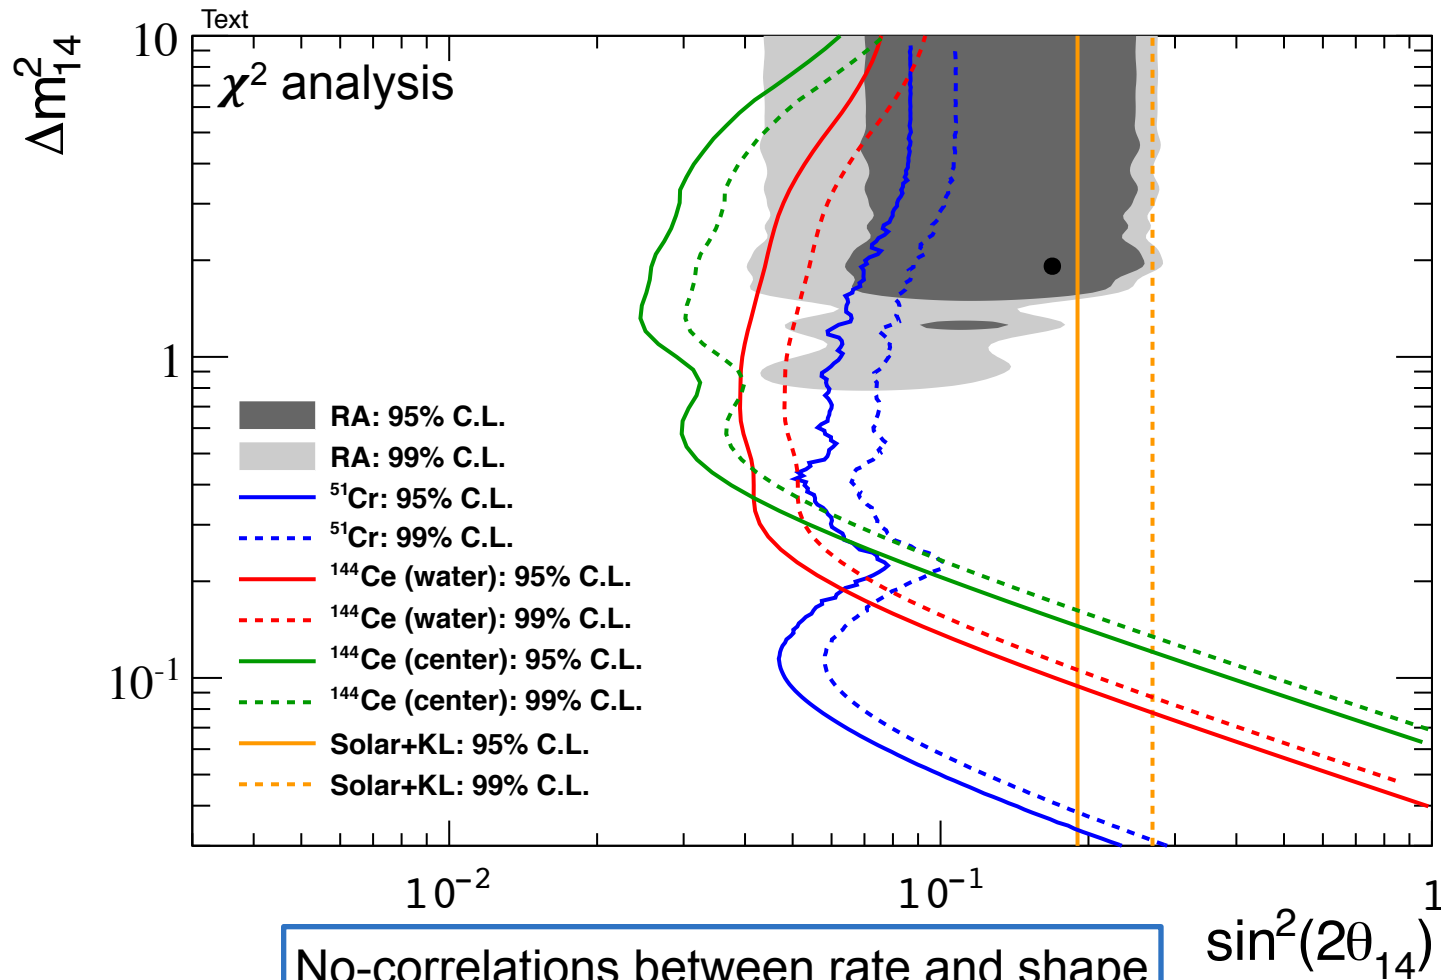 Text
Δm²₁₄
10
χ² analysis
1
10⁻¹
RA: 95% C.L.
RA: 99% C.L.
⁵¹Cr: 95% C.L.
⁵¹Cr: 99% C.L.
¹⁴⁴Ce (water): 95% C.L.
¹⁴⁴Ce (water): 99% C.L.
¹⁴⁴Ce (center): 95% C.L.
¹⁴⁴Ce (center): 99% C.L.
Solar+KL: 95% C.L.
Solar+KL: 99% C.L.
10⁻² 10⁻¹ 1
sin²(2θ₁₄)
No-correlations between rate and shape